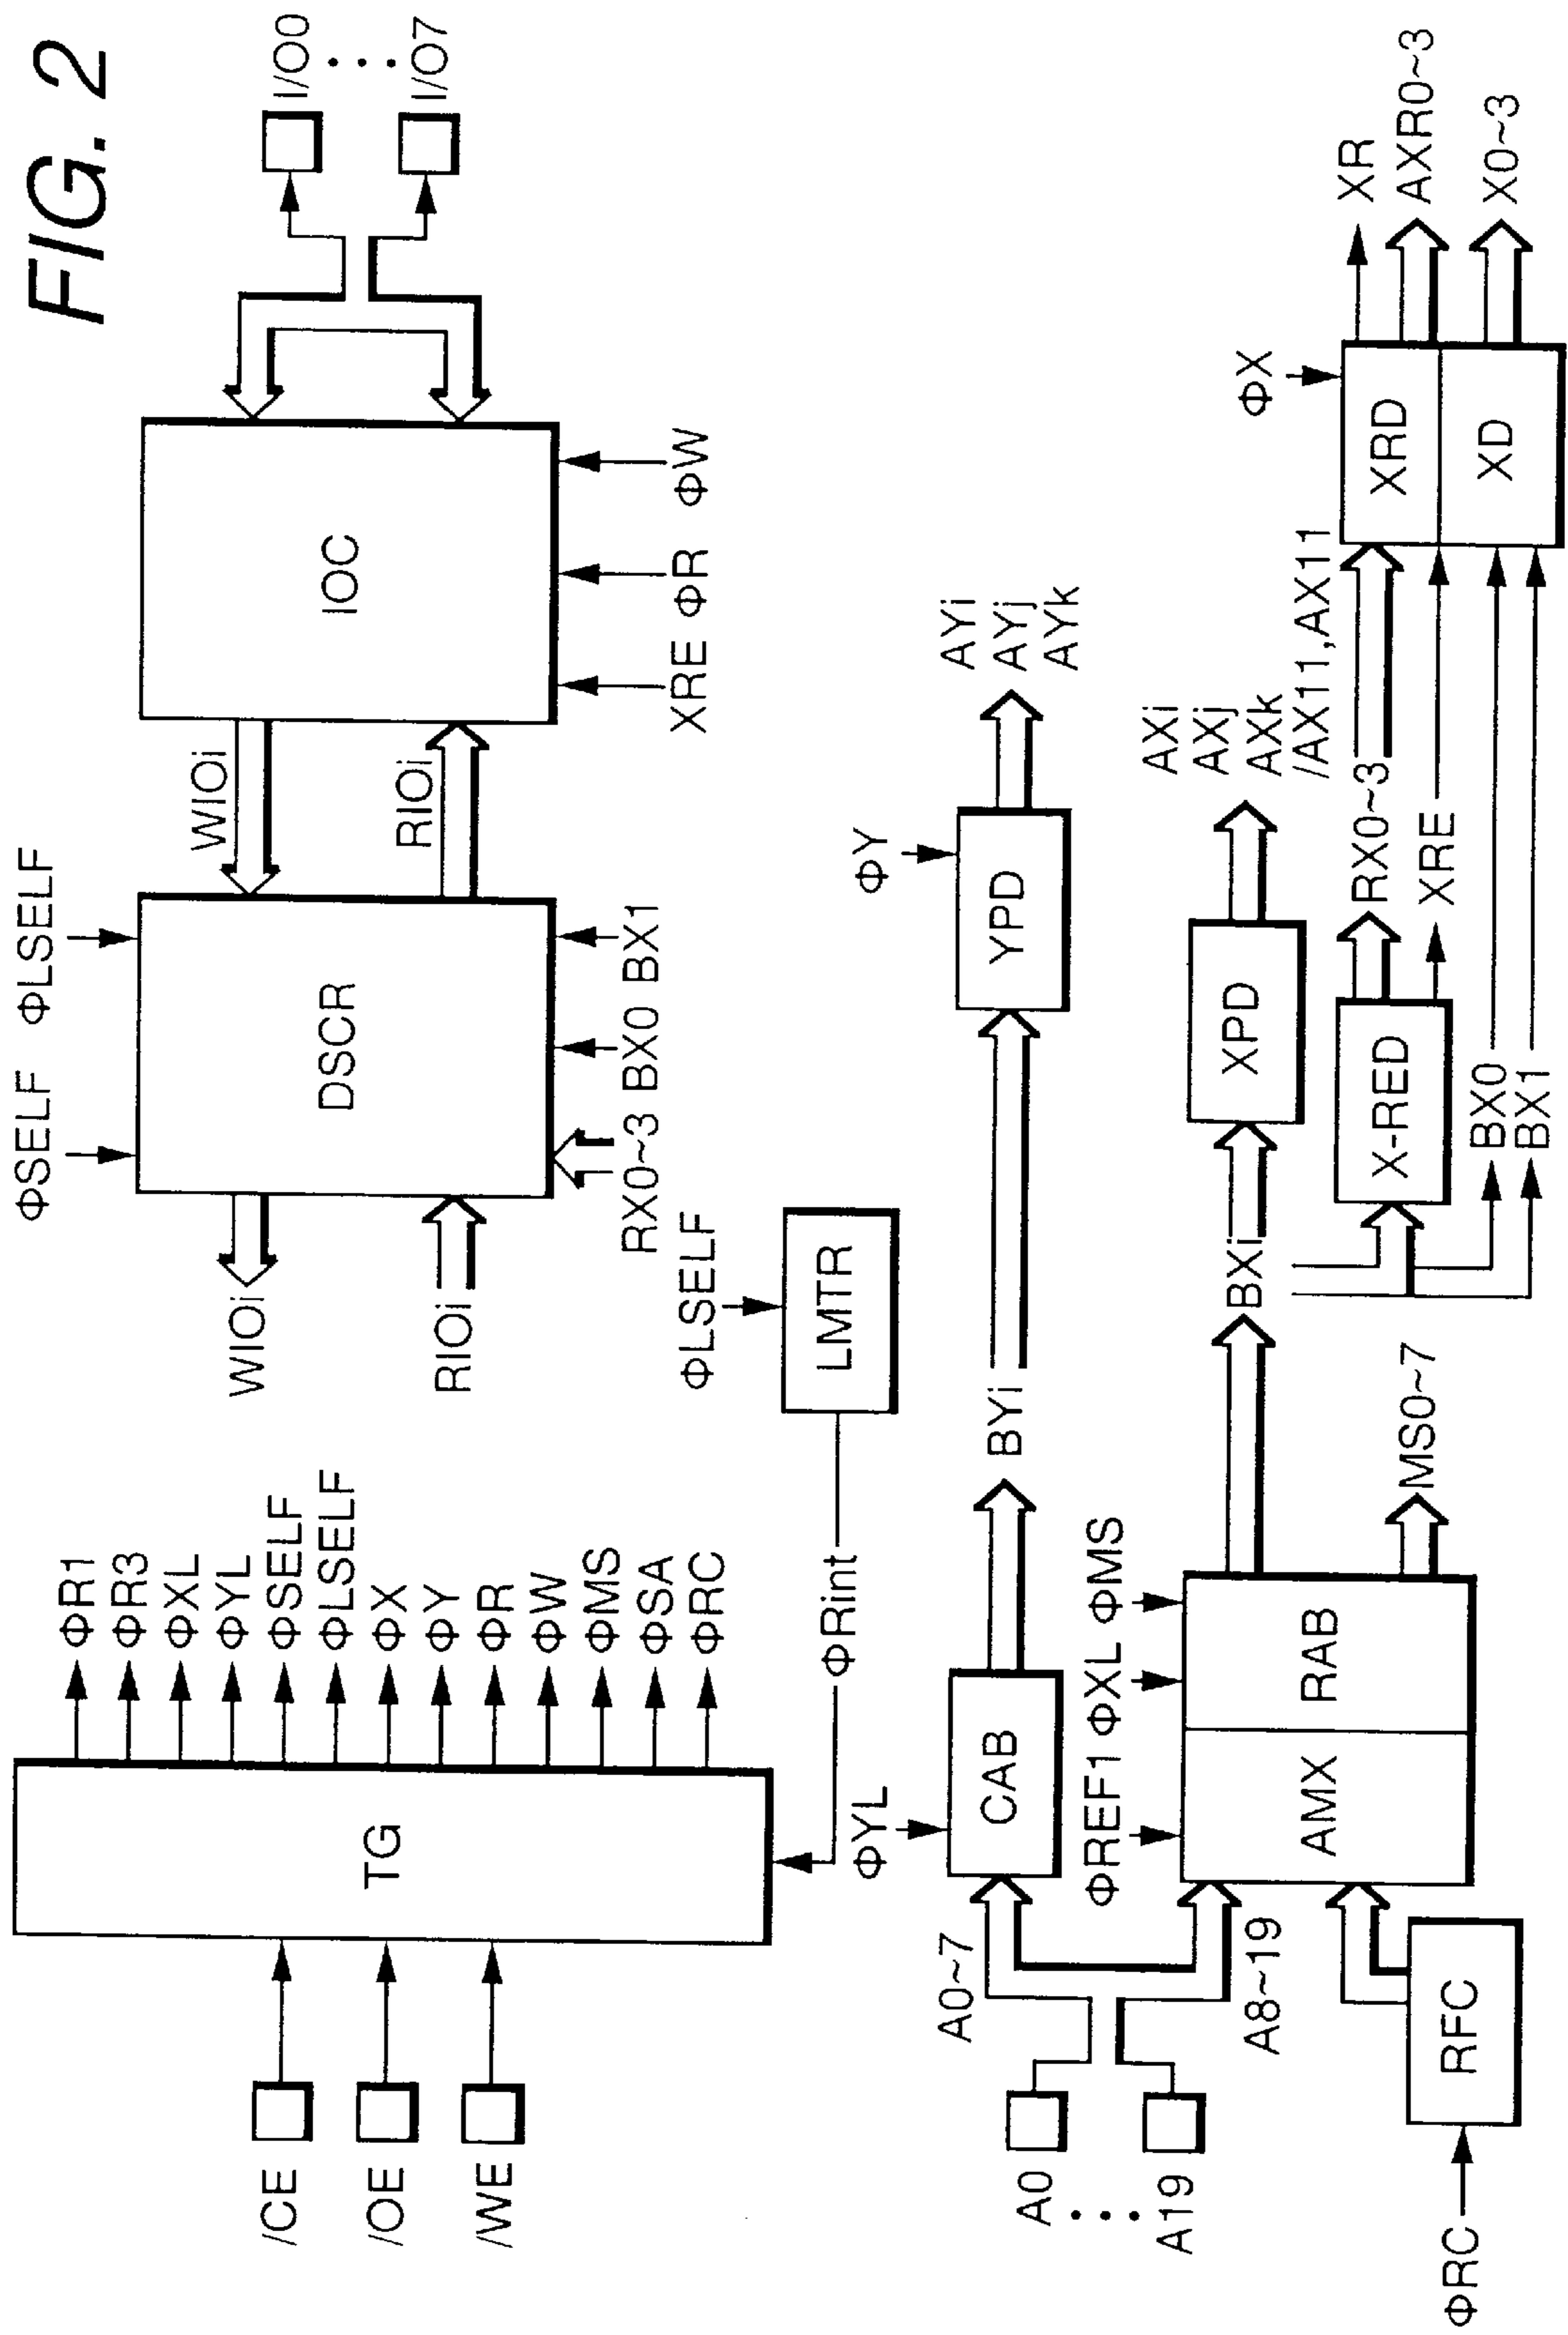 FIG. 2
/CE
/OE
/WE
TG
ΦR1
ΦR3
ΦXL
ΦYL
ΦSELF
ΦLSELF
ΦX
ΦY
ΦR
ΦW
ΦMS
ΦSA
ΦRC
ΦRint
ΦLSELF
LMTR
ΦSELF ΦLSELF
WIOi
RIOi
DSCR
RX0~3 BX0 BX1
WIOi
RIOi
IOC
XRE ΦR ΦW
I/O0
I/O7
A0
A19
A0~7
A8~19
ΦYL
CAB
BYi
ΦY
YPD
AYi
AYj
AYk
ΦREF1 ΦXL ΦMS
AMX
RAB
ΦRC
RFC
MS0~7
BXi
XPD
AXi
AXj
AXk
/AX11,AX11
X-RED
RX0~3
XRE
BX0
BX1
ΦX
XRD
XD
XR
AXR0~3
X0~3